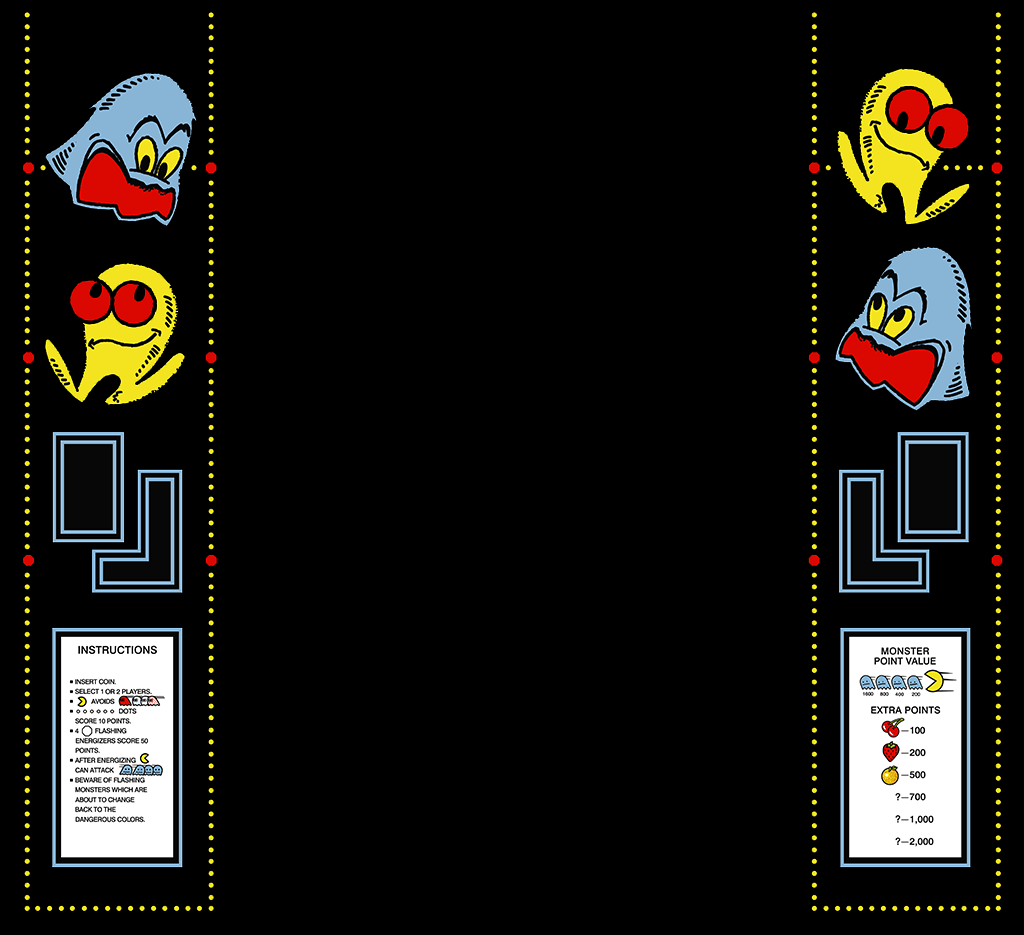 INSTRUCTIONS
▪ INSERT COIN.
▪ SELECT 1 OR 2 PLAYERS.
▪ AVOIDS
▪ DOTS
SCORE 10 POINTS.
▪ 4 FLASHING
ENERGIZERS SCORE 50
POINTS.
▪ AFTER ENERGIZING
CAN ATTACK
▪ BEWARE OF FLASHING
MONSTERS WHICH ARE
ABOUT TO CHANGE
BACK TO THE
DANGEROUS COLORS.
MONSTER
POINT VALUE
1600 800 400 200
EXTRA POINTS
—100
—200
—500
?—700
?—1,000
?—2,000